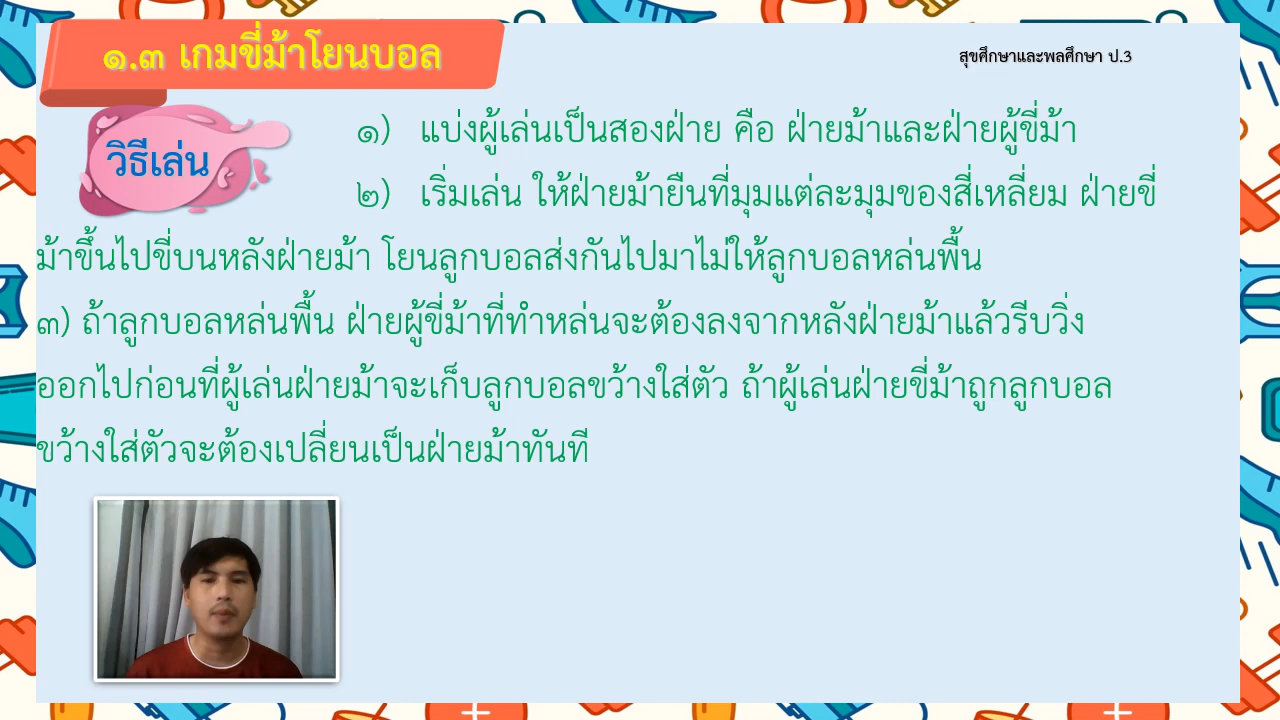 ๑.๓ เกมขี่ม้าโยนบอล
สุขศึกษาและพลศึกษา ป.3
วิธีเล่น
๑) แบ่งผู้เล่นเป็นสองฝ่าย คือ ฝ่ายม้าและฝ่ายผู้ขี่ม้า
๒) เริ่มเล่น ให้ฝ่ายม้ายืนที่มุมแต่ละมุมของสี่เหลี่ยม ฝ่ายขี่
ม้าขึ้นไปขี่บนหลังฝ่ายม้า โยนลูกบอลส่งกันไปมาไม่ให้ลูกบอลหล่นพื้น
๓) ถ้าลูกบอลหล่นพื้น ฝ่ายผู้ขี่ม้าที่ทำหล่นจะต้องลงจากหลังฝ่ายม้าแล้วรีบวิ่ง
ออกไปก่อนที่ผู้เล่นฝ่ายม้าจะเก็บลูกบอลขว้างใส่ตัว ถ้าผู้เล่นฝ่ายขี่ม้าถูกลูกบอล
ขว้างใส่ตัวจะต้องเปลี่ยนเป็นฝ่ายม้าทันที